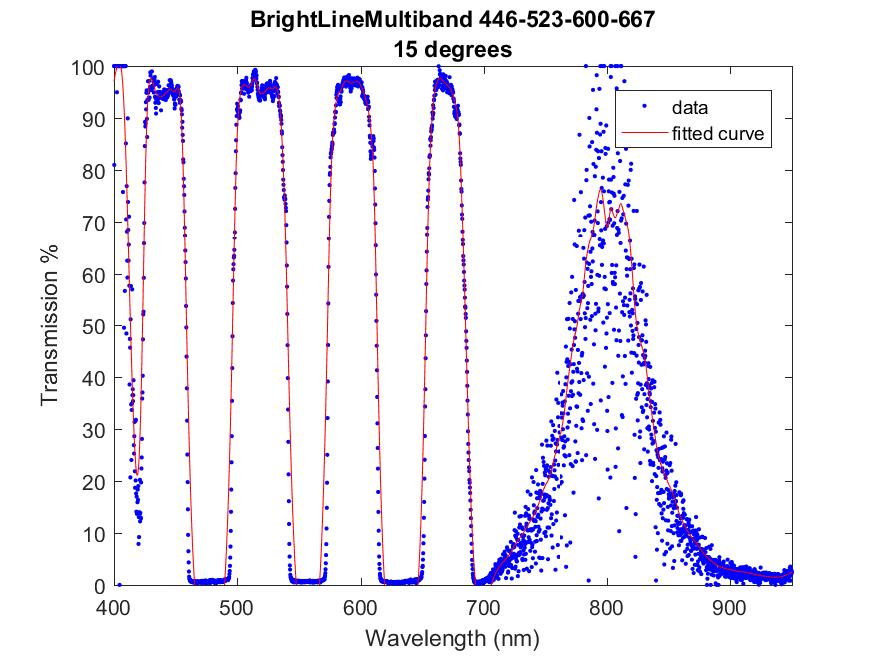 BrightLineMultiband 446-523-600-667
15 degrees
100
90
80
70
60
50
40
30
20
10
0
Transmission %
data
fitted curve
400
500
600
700
800
900
Wavelength (nm)